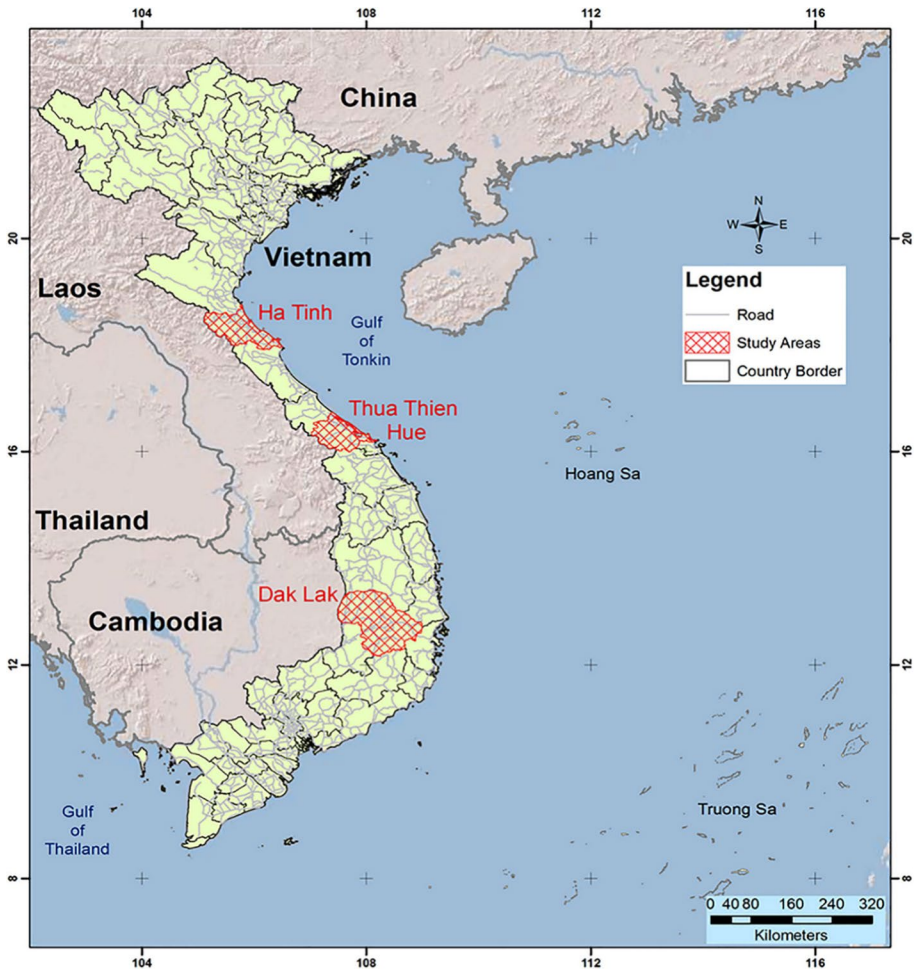 104 108 112 116
China
N
W E
S
20 20
Vietnam
Laos
Legend
Road
Study Areas
Country Border
Ha Tinh
Gulf
of
Tonkin
Thua Thien
Hue
16 16
Hoang Sa
Thailand
Dak Lak
Cambodia
12 12
Truong Sa
Gulf
of
Thailand
8 8
0 40 80 160 240 320
Kilometers
104 108 112 116